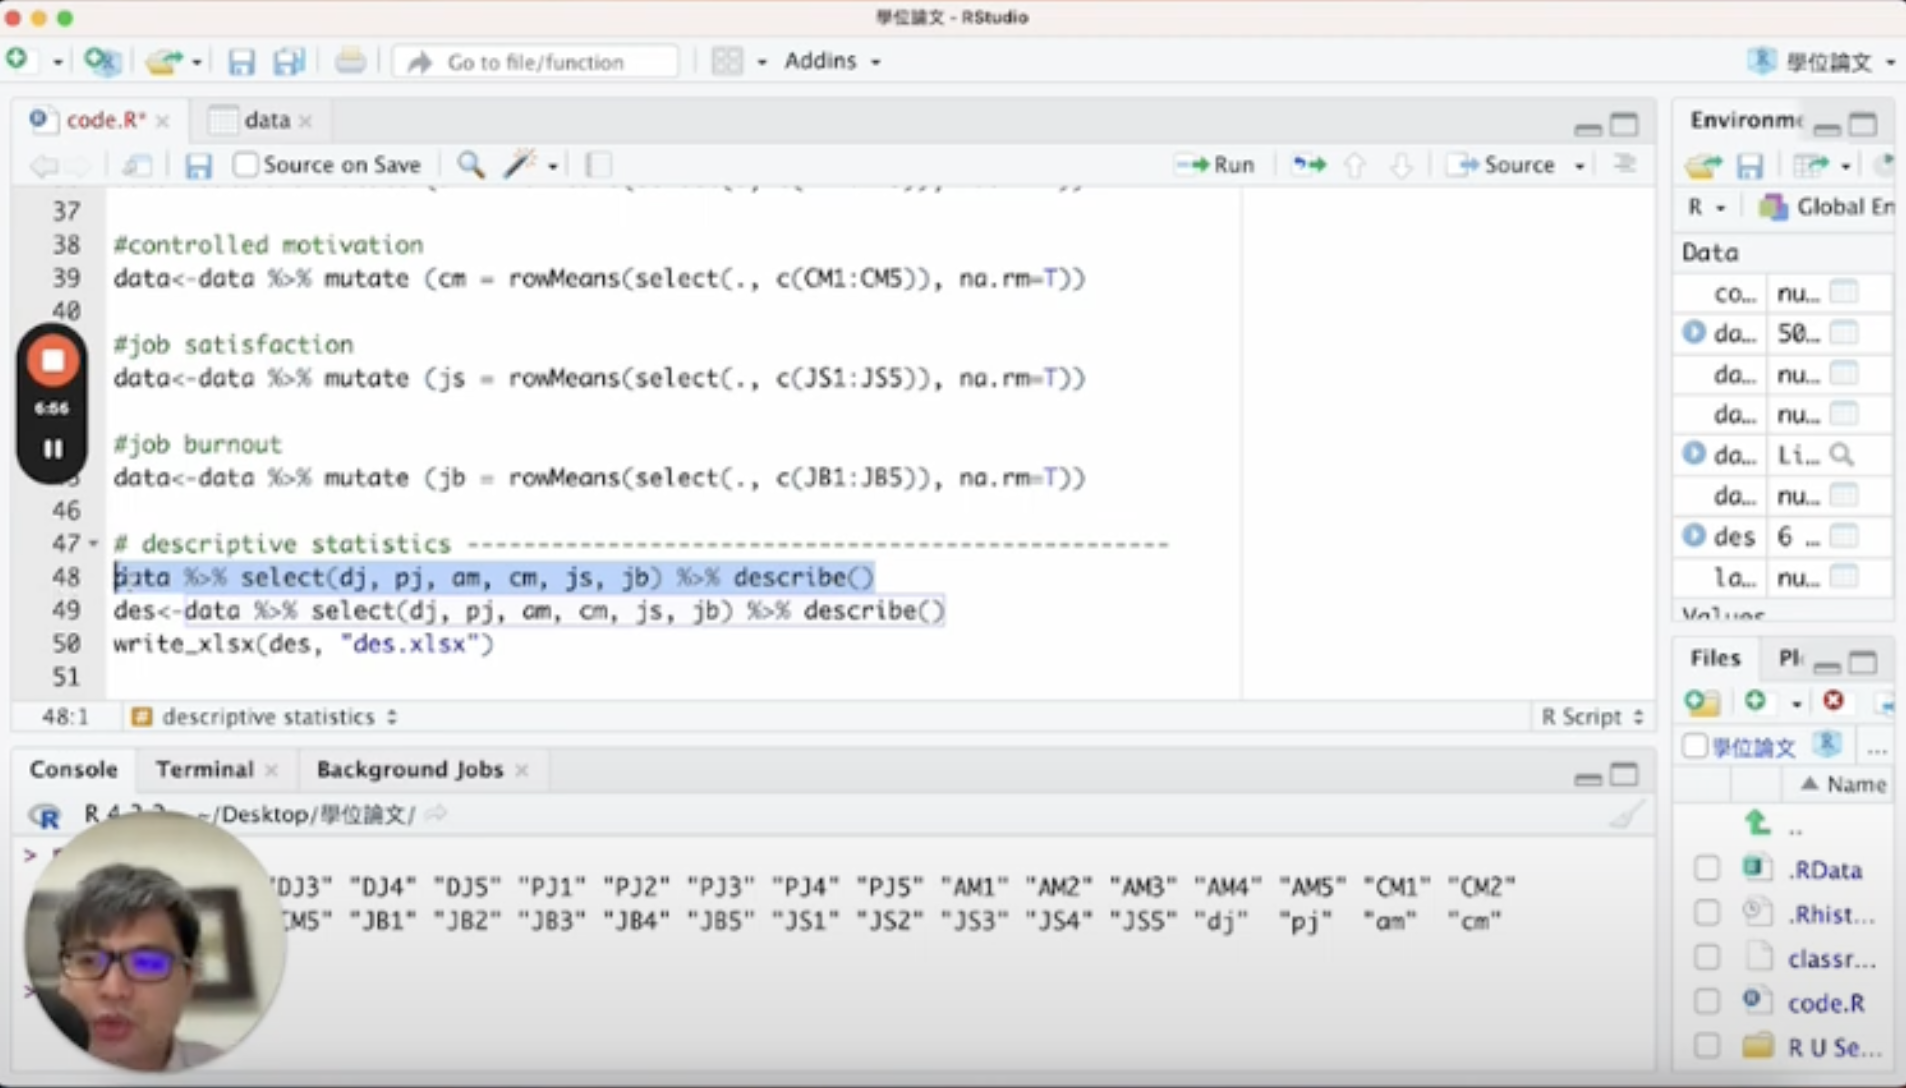 學位論文 - RStudio
Go to file/function
Addins
學位論文
code.R*
data
Source on Save
Run
Source
37
38 #controlled motivation
39 data<-data %>% mutate (cm = rowMeans(select(., c(CM1:CM5)), na.rm=T))
40
#job satisfaction
data<-data %>% mutate (js = rowMeans(select(., c(JS1:JS5)), na.rm=T))
6:56
#job burnout
data<-data %>% mutate (jb = rowMeans(select(., c(JB1:JB5)), na.rm=T))
46
47 # descriptive statistics --------------------------------------------------
48 data %>% select(dj, pj, am, cm, js, jb) %>% describe()
49 des<-data %>% select(dj, pj, am, cm, js, jb) %>% describe()
50 write_xlsx(des, "des.xlsx")
51
48:1 descriptive statistics
R Script
Console Terminal Background Jobs
~/Desktop/學位論文/
>
"DJ3" "DJ4" "DJ5" "PJ1" "PJ2" "PJ3" "PJ4" "PJ5" "AM1" "AM2" "AM3" "AM4" "AM5" "CM1" "CM2"
CM5" "JB1" "JB2" "JB3" "JB4" "JB5" "JS1" "JS2" "JS3" "JS4" "JS5" "dj" "pj" "am" "cm"
>
Environme
R Global En
Data
co... nu...
da... 50...
da... nu...
da... nu...
da... Li...
da... nu...
des 6 ...
la... nu...
Values
Files Pl
學位論文 ...
Name
..
.RData
.Rhist...
classr...
code.R
R U Se...